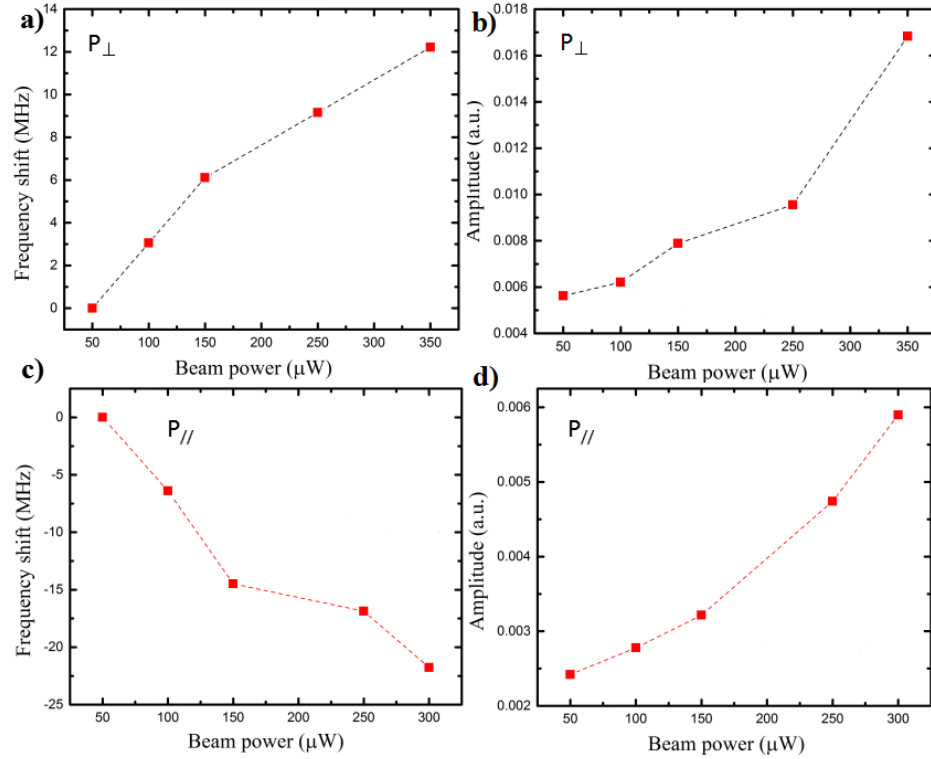 a)
P⊥
Frequency shift (MHz)
14
12
10
8
6
4
2
0
50 100 150 200 250 300 350
Beam power (μW)
b)
P⊥
Amplitude (a.u.)
0.018
0.016
0.014
0.012
0.010
0.008
0.006
0.004
50 100 150 200 250 300 350
Beam power (μW)
c)
P//
Frequency shift (MHz)
0
-5
-10
-15
-20
-25
50 100 150 200 250 300
Beam power (μW)
d)
P//
Amplitude (a.u.)
0.006
0.005
0.004
0.003
0.002
50 100 150 200 250 300
Beam power (μW)